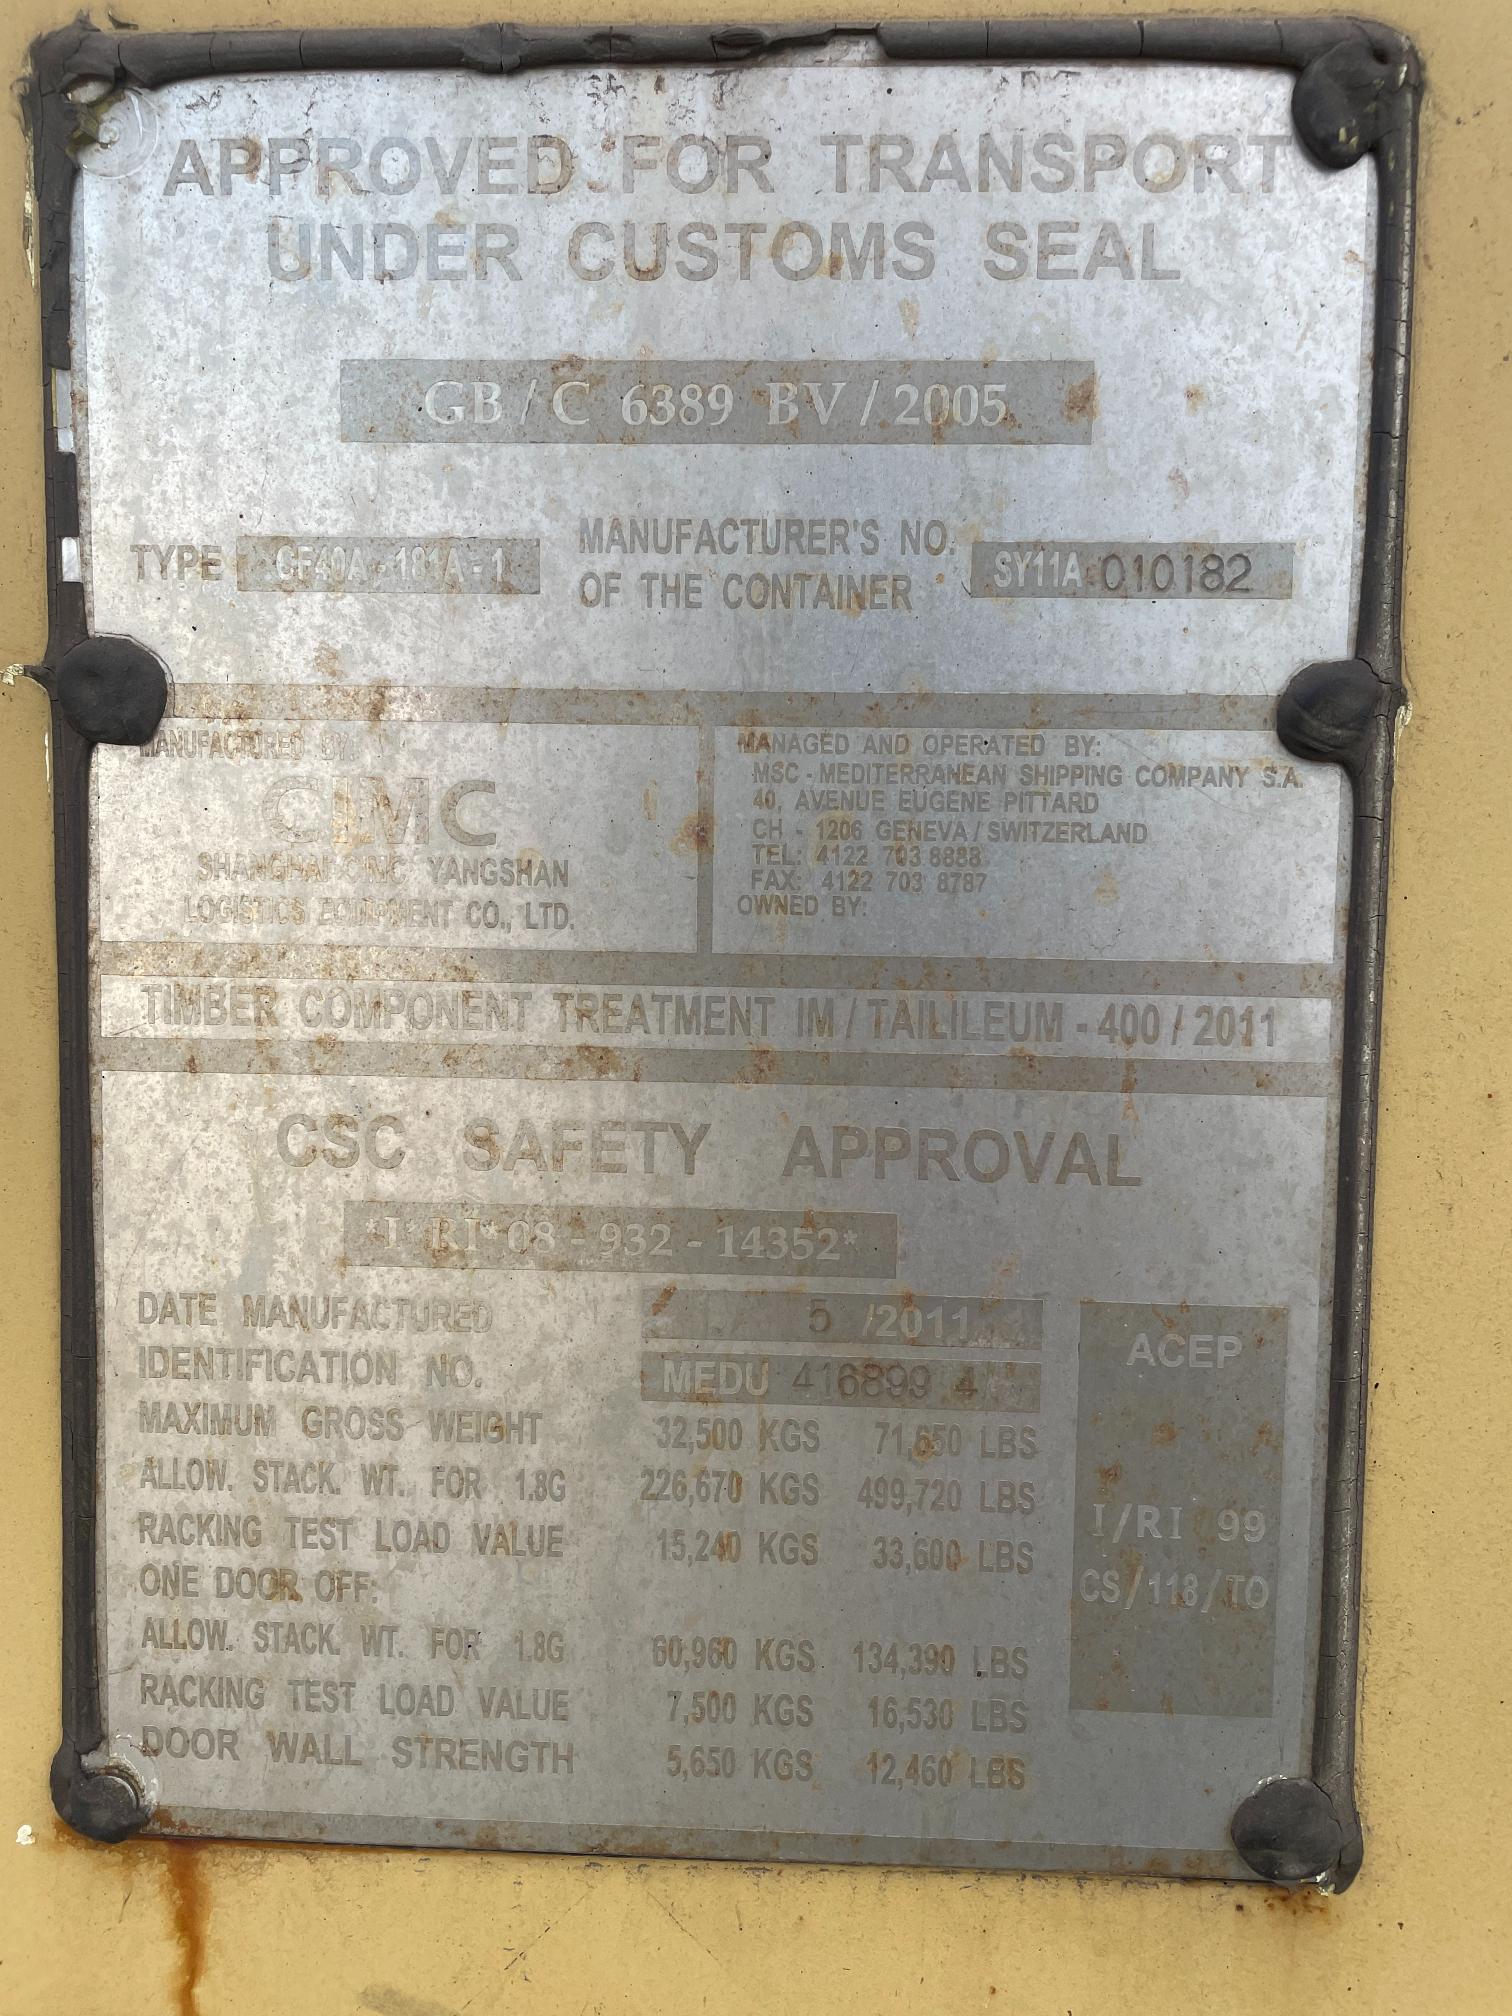 APPROVED FOR TRANSPORT
UNDER CUSTOMS SEAL
GB / C 6389 BV / 2005
TYPE CF40A - 181A - 1
MANUFACTURER'S NO.
OF THE CONTAINER
SY11A 010182
MANUFACTURED BY:
CIMC
SHANGHAI CIMC YANGSHAN
LOGISTICS EQUIPMENT CO., LTD.
MANAGED AND OPERATED BY:
MSC - MEDITERRANEAN SHIPPING COMPANY S.A.
40, AVENUE EUGENE PITTARD
CH - 1206 GENEVA / SWITZERLAND
TEL: 4122 703 8888
FAX: 4122 703 8787
OWNED BY:
TIMBER COMPONENT TREATMENT IM / TAILILEUM - 400 / 2011
CSC SAFETY APPROVAL
*I* RI* 08 - 932 - 14352*
DATE MANUFACTURED 5 /2011
IDENTIFICATION NO. MEDU 416899 4
MAXIMUM GROSS WEIGHT 32,500 KGS 71,650 LBS
ALLOW. STACK. WT. FOR 1.8G 226,670 KGS 499,720 LBS
RACKING TEST LOAD VALUE 15,240 KGS 33,600 LBS
ONE DOOR OFF:
ALLOW. STACK. WT. FOR 1.8G 60,960 KGS 134,390 LBS
RACKING TEST LOAD VALUE 7,500 KGS 16,530 LBS
DOOR WALL STRENGTH 5,650 KGS 12,460 LBS
ACEP
I/RI 99
CS/118/TO